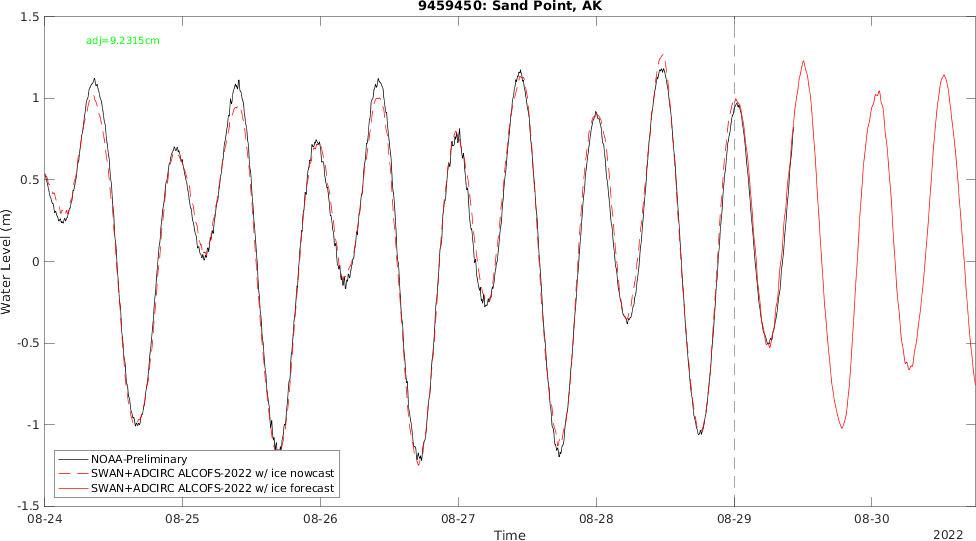 9459450: Sand Point, AK
adj=9.2315cm
1.5
1
0.5
0
-0.5
-1
-1.5
Water Level (m)
NOAA-Preliminary
SWAN+ADCIRC ALCOFS-2022 w/ ice nowcast
SWAN+ADCIRC ALCOFS-2022 w/ ice forecast
08-24 08-25 08-26 08-27 08-28 08-29 08-30
Time
2022